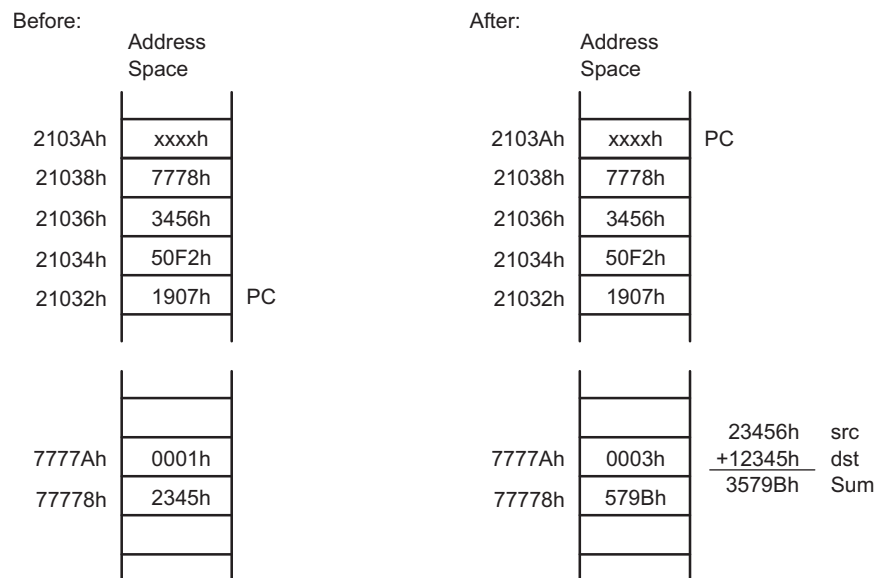 Before:
Address
Space
2103Ah xxxxh
21038h 7778h
21036h 3456h
21034h 50F2h
21032h 1907h PC
7777Ah 0001h
77778h 2345h
After:
Address
Space
2103Ah xxxxh PC
21038h 7778h
21036h 3456h
21034h 50F2h
21032h 1907h
23456h src
7777Ah 0003h +12345h dst
77778h 579Bh 3579Bh Sum